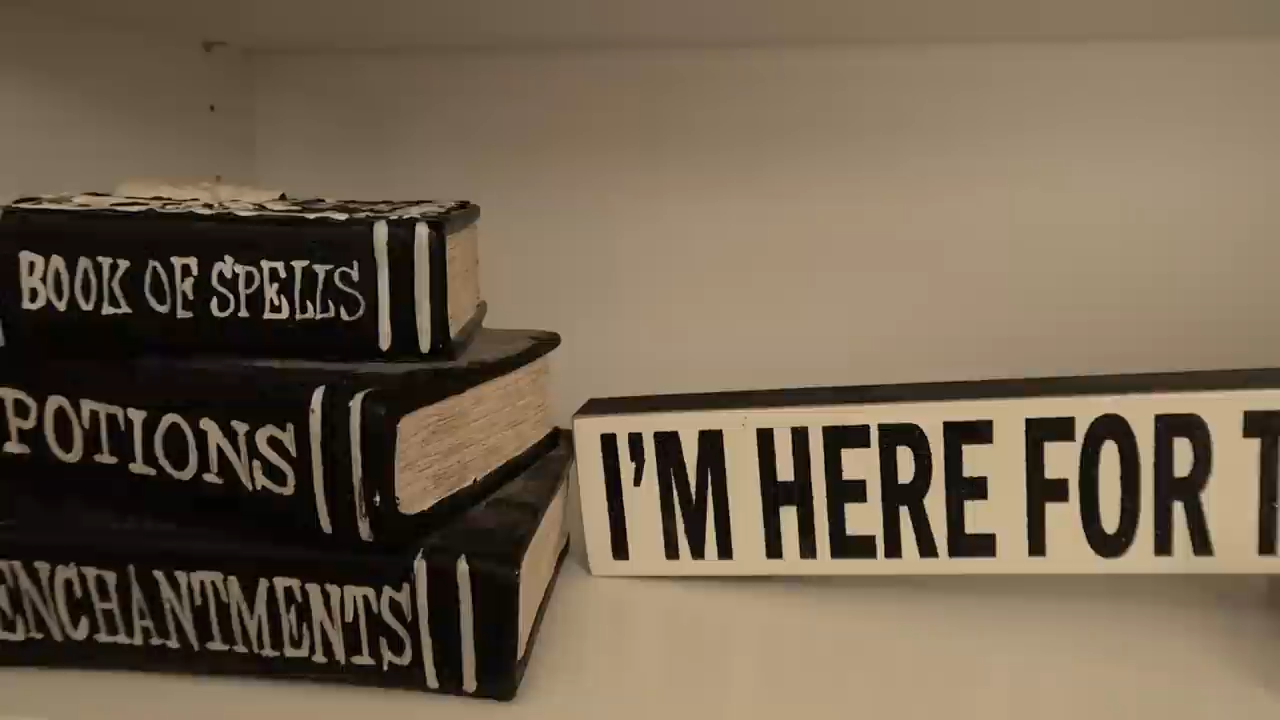 BOOK OF SPELLS
POTIONS
ENCHANTMENTS
I'M HERE FOR T